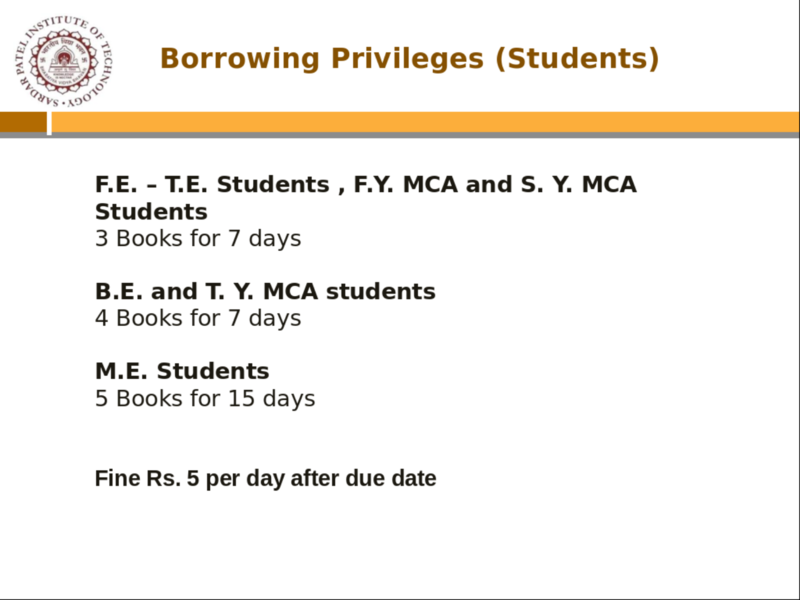 SARDAR PATEL INSTITUTE OF TECHNOLOGY
Borrowing Privileges (Students)
F.E. – T.E. Students , F.Y. MCA and S. Y. MCA
Students
3 Books for 7 days
B.E. and T. Y. MCA students
4 Books for 7 days
M.E. Students
5 Books for 15 days
Fine Rs. 5 per day after due date